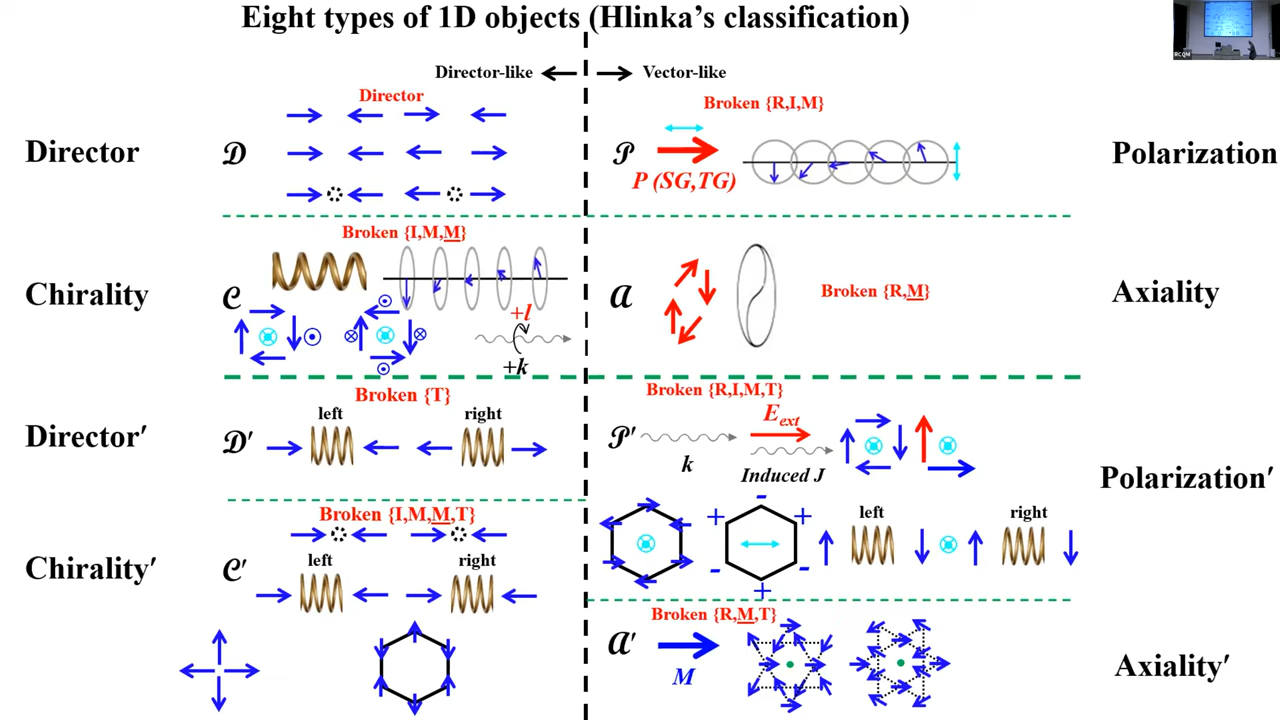 Eight types of 1D objects (Hlinka's classification)
Director-like
Vector-like
Director
Director
𝒟
Broken {R,I,M}
𝒫
P (SG,TG)
Polarization
Broken {I,M,M}
Chirality
𝒞
+l
+k
𝒜
Broken {R,M}
Axiality
Broken {T}
left
right
Director′
𝒟′
Broken {R,I,M,T}
𝒫′
k
E_ext
Induced J
Polarization′
- + + - - +
left
right
Broken {I,M,M,T}
Chirality′
𝒞′
left
right
Broken {R,M,T}
𝒜′
M
Axiality′
RCQM